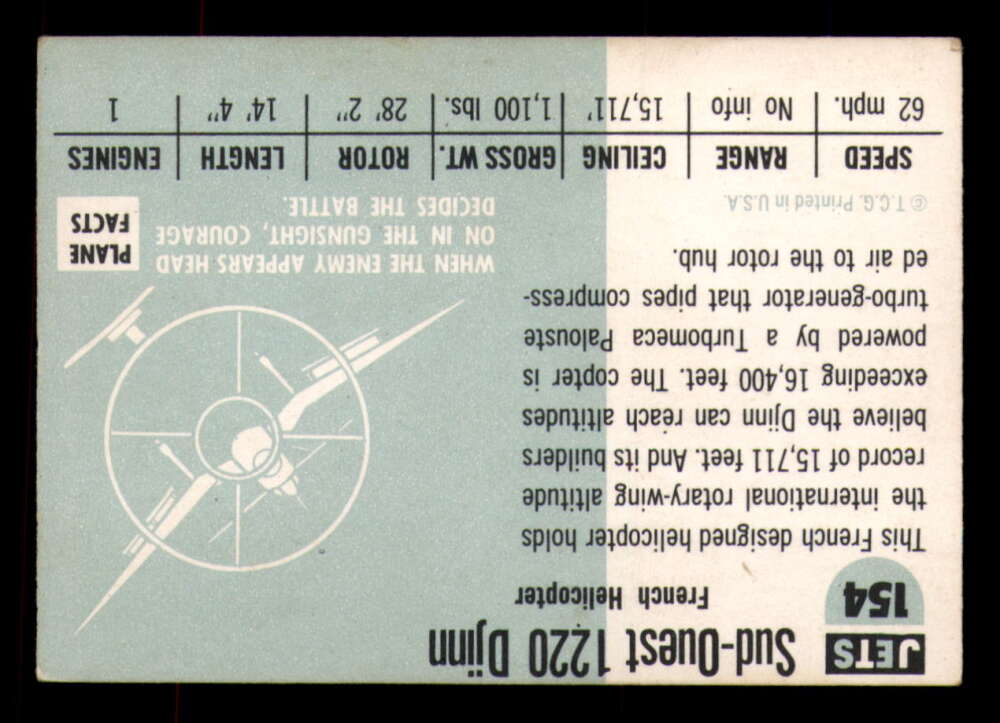 JETS
154
Sud-Ouest 1220 Djinn
French Helicopter
This French designed helicopter holds
the international rotary-wing altitude
record of 15,711 feet. And its builders
believe the Djinn can reach altitudes
exceeding 16,400 feet. The copter is
powered by a Turbomeca Palouste
turbo-generator that pipes compress-
ed air to the rotor hub.
© T.C.G. Printed in U.S.A.
WHEN THE ENEMY APPEARS HEAD
ON IN THE GUNSIGHT, COURAGE
DECIDES THE BATTLE.
PLANE
FACTS
SPEED RANGE CEILING GROSS WT. ROTOR LENGTH ENGINES
62 mph. No info 15,711' 1,100 lbs. 28' 2" 14' 4" 1